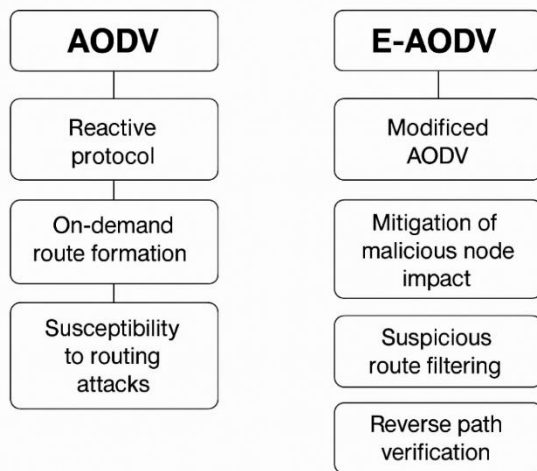 AODV
Reactive
protocol
On-demand
route formation
Susceptibility
to routing
attacks
E-AODV
Modificed
AODV
Mitigation of
malicious node
impact
Suspicious
route filtering
Reverse path
verification